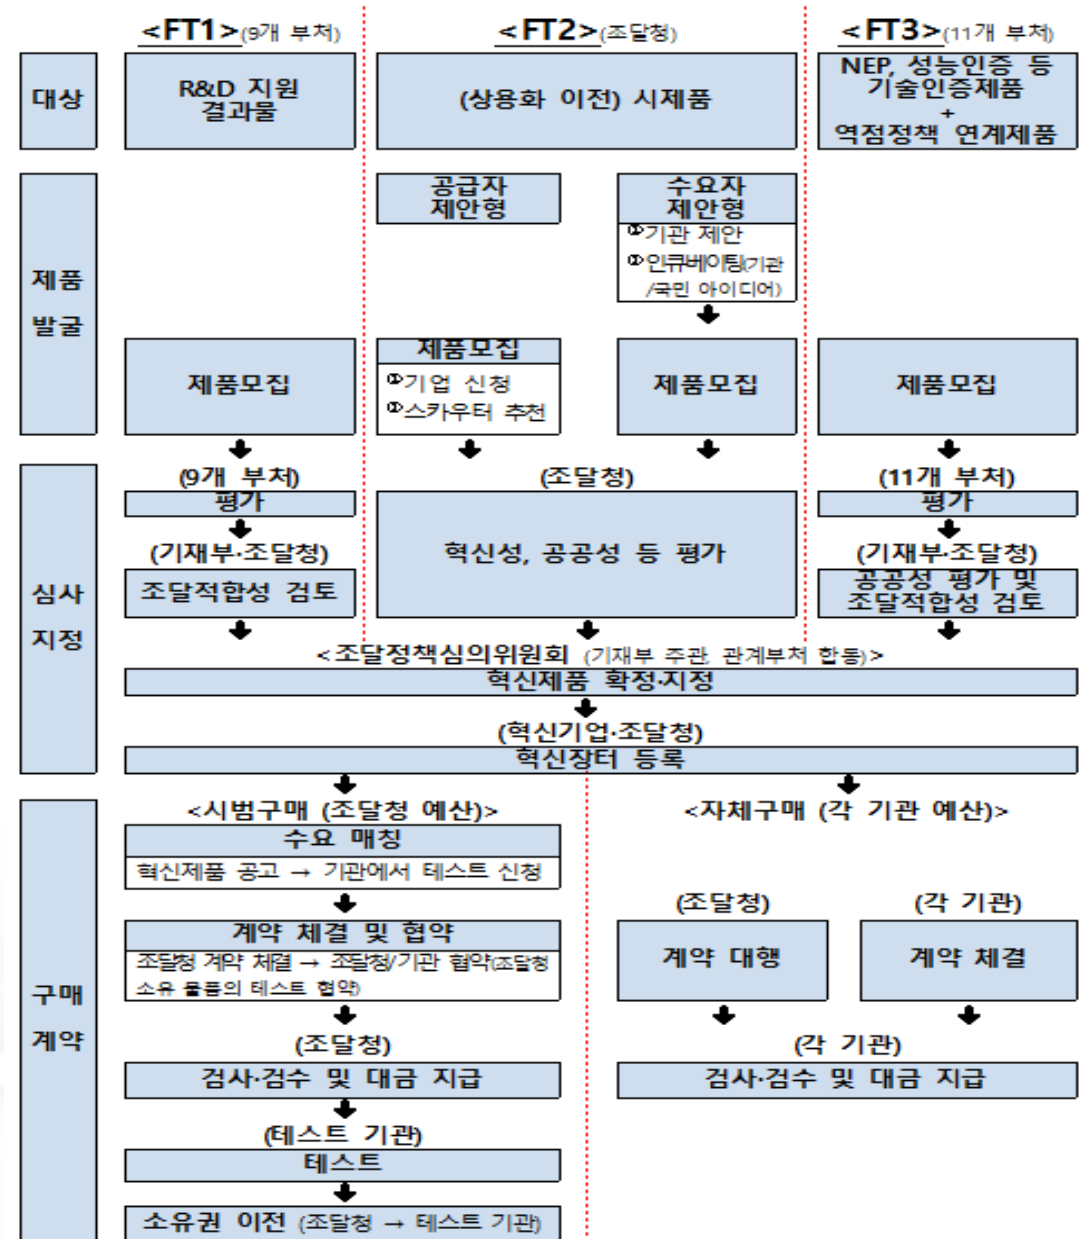 <FT1>(9개 부처)
<FT2>(조달청)
<FT3>(11개 부처)
대상
R&D 지원
결과물
(상용화 이전) 시제품
NEP, 성능인증 등
기술인증제품
+
역점정책 연계제품
제품
발굴
공급자
제안형
수요자
제안형
①기관 제안
②인큐베이팅(기관
/국민 아이디어)
제품모집
제품모집
①기업 신청
②스카우터 추천
제품모집
제품모집
심사
지정
(9개 부처)
평가
(기재부·조달청)
조달적합성 검토
(조달청)
혁신성, 공공성 등 평가
(11개 부처)
평가
(기재부·조달청)
공공성 평가 및
조달적합성 검토
<조달정책심의위원회 (기재부 주관, 관계부처 합동)>
혁신제품 확정·지정
(혁신기업·조달청)
혁신장터 등록
구매
계약
<시범구매 (조달청 예산)>
수요 매칭
혁신제품 공고 → 기관에서 테스트 신청
계약 체결 및 협약
조달청 계약 체결 → 조달청/기관 협약(조달청
소유 물품의 테스트 협약)
(조달청)
검사·검수 및 대금 지급
(테스트 기관)
테스트
소유권 이전 (조달청 → 테스트 기관)
<자체구매 (각 기관 예산)>
(조달청)
계약 대행
(각 기관)
계약 체결
(각 기관)
검사·검수 및 대금 지급